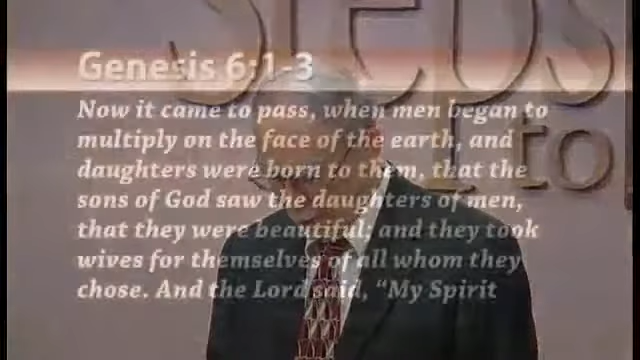 Steps
to
Genesis 6:1-3
Now it came to pass, when men began to
multiply on the face of the earth, and
daughters were born to them, that the
sons of God saw the daughters of men,
that they were beautiful; and they took
wives for themselves of all whom they
chose. And the Lord said, “My Spirit